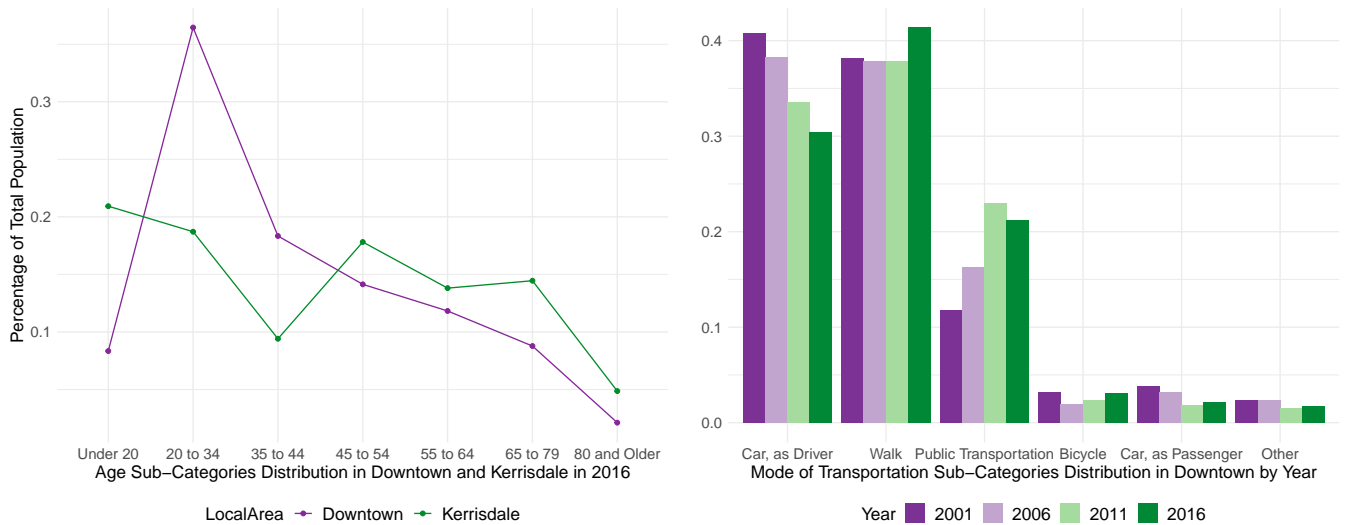 Percentage of Total Population
0.3
0.2
0.1
Under 20 20 to 34 35 to 44 45 to 54 55 to 64 65 to 79 80 and Older
Age Sub−Categories Distribution in Downtown and Kerrisdale in 2016
LocalArea Downtown Kerrisdale
0.4
0.3
0.2
0.1
0.0
Car, as Driver Walk Public Transportation Bicycle Car, as Passenger Other
Mode of Transportation Sub−Categories Distribution in Downtown by Year
Year 2001 2006 2011 2016